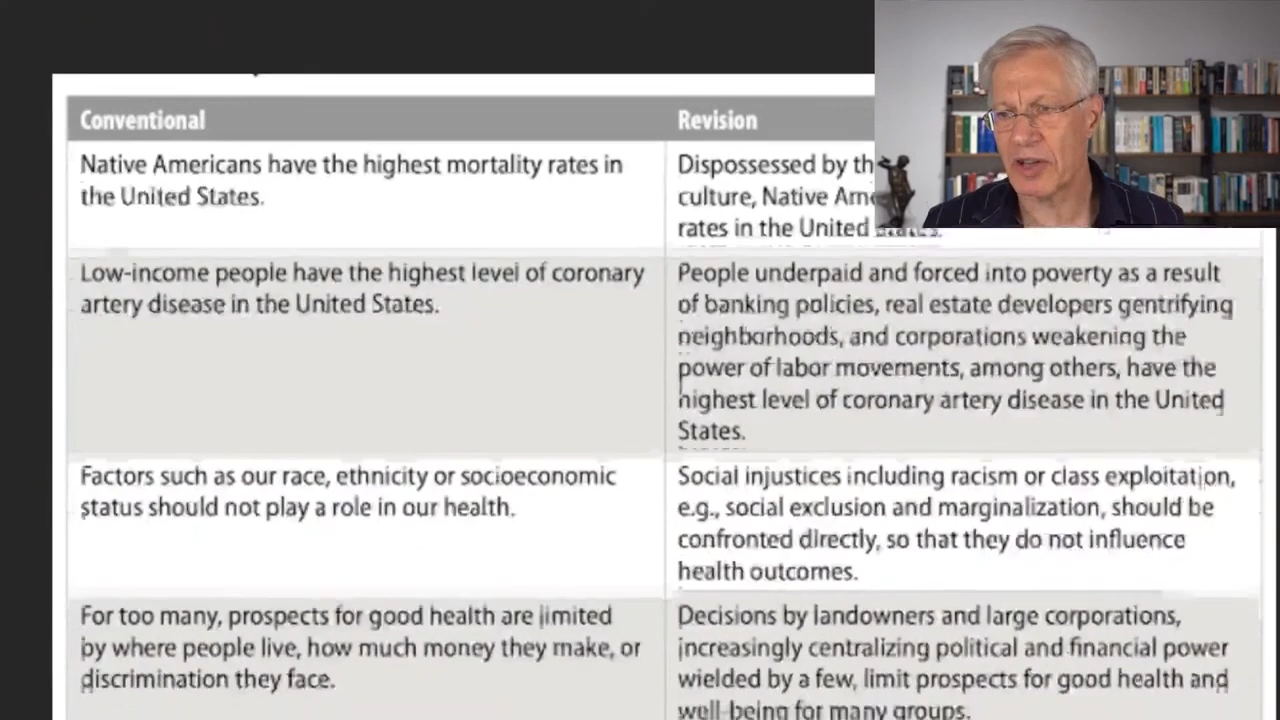 Conventional
Native Americans have the highest mortality rates in
the United States.
Low-income people have the highest level of coronary
artery disease in the United States.
Factors such as our race, ethnicity or socioeconomic
status should not play a role in our health.
For too many, prospects for good health are limited
by where people live, how much money they make, or
discrimination they face.
Revision
Dispossessed by
culture, Native
rates in the United States.
People underpaid and forced into poverty as a result
of banking policies, real estate developers gentrifying
neighborhoods, and corporations weakening the
power of labor movements, among others, have the
highest level of coronary artery disease in the United
States.
Social injustices including racism or class exploitation,
e.g., social exclusion and marginalization, should be
confronted directly, so that they do not influence
health outcomes.
Decisions by landowners and large corporations,
increasingly centralizing political and financial power
wielded by a few, limit prospects for good health and
well-being for many groups.